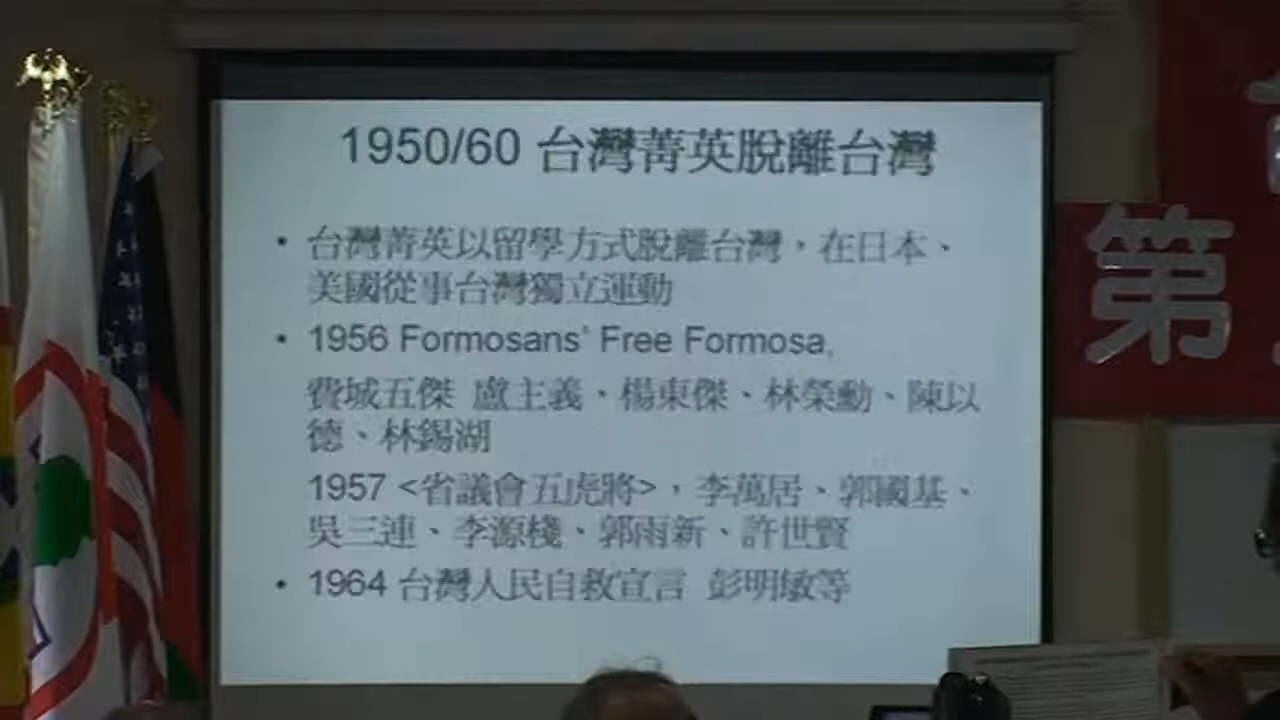 1950/60 台灣菁英脫離台灣
• 台灣菁英以留學方式脫離台灣，在日本、
美國從事台灣獨立運動
• 1956 Formosans' Free Formosa,
費城五傑 盧主義、楊東傑、林榮勳、陳以
德、林錫湖
1957 <省議會五虎將>，李萬居、郭國基、
吳三連、李源棧、郭雨新、許世賢
• 1964 台灣人民自救宣言 彭明敏等
第